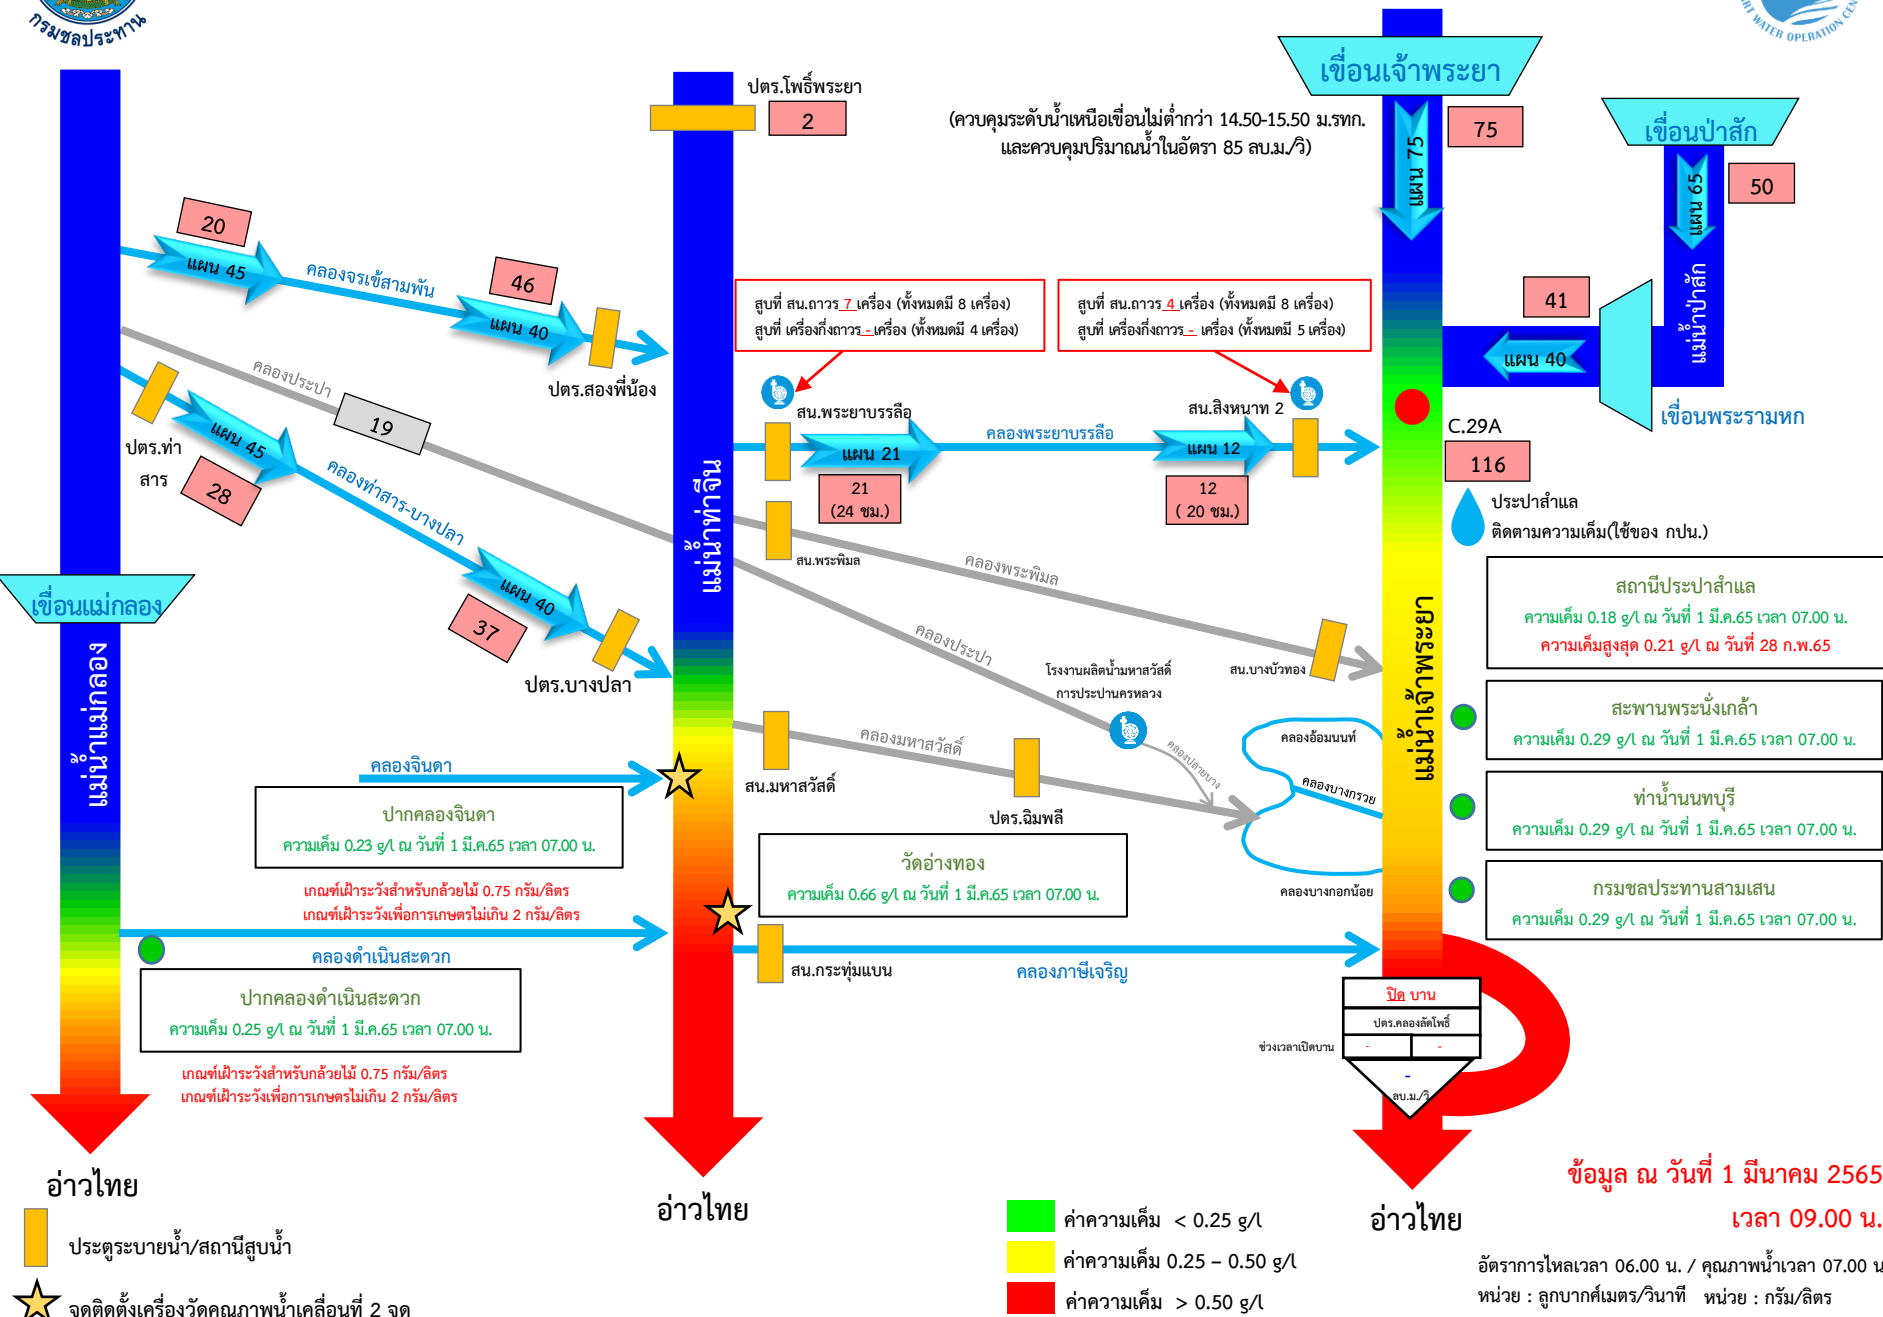 กรมชลประทาน
เขื่อนเจ้าพระยา
ปตร.โพธิ์พระยา
2
(ควบคุมระดับน้ำเหนือเขื่อนไม่ต่ำกว่า 14.50-15.50 ม.รทก.
และควบคุมปริมาณน้ำในอัตรา 85 ลบ.ม./วิ)
แผน 75
75
เขื่อนป่าสัก
แผน 65
50
แม่น้ำป่าสัก
20
แผน 45
คลองจรเข้สามพัน
46
แผน 40
ปตร.สองพี่น้อง
สูบที่ สน.ถาวร 7 เครื่อง (ทั้งหมดมี 8 เครื่อง)
สูบที่ เครื่องกึ่งถาวร - เครื่อง (ทั้งหมดมี 4 เครื่อง)
สูบที่ สน.ถาวร 4 เครื่อง (ทั้งหมดมี 8 เครื่อง)
สูบที่ เครื่องกึ่งถาวร - เครื่อง (ทั้งหมดมี 5 เครื่อง)
41
แผน 40
เขื่อนพระรามหก
คลองประปา
19
ปตร.ท่า
สาร
แผน 45
28
คลองท่าสาร-บางปลา
แผน 40
37
ปตร.บางปลา
สน.พระยาบรรลือ
แผน 21
21
(24 ชม.)
คลองพระยาบรรลือ
สน.สิงหนาท 2
แผน 12
12
( 20 ชม.)
C.29A
116
ประปาสำแล
ติดตามความเค็ม(ใช้ของ กปน.)
แม่น้ำท่าจีน
สน.พระพิมล
คลองพระพิมล
สน.บางบัวทอง
คลองประปา
โรงงานผลิตน้ำมหาสวัสดิ์
การประปานครหลวง
คลองปลายบาง
แม่น้ำเจ้าพระยา
สถานีประปาสำแล
ความเค็ม 0.18 g/l ณ วันที่ 1 มี.ค.65 เวลา 07.00 น.
ความเค็มสูงสุด 0.21 g/l ณ วันที่ 28 ก.พ.65
สะพานพระนั่งเกล้า
ความเค็ม 0.29 g/l ณ วันที่ 1 มี.ค.65 เวลา 07.00 น.
ท่าน้ำนนทบุรี
ความเค็ม 0.29 g/l ณ วันที่ 1 มี.ค.65 เวลา 07.00 น.
กรมชลประทานสามเสน
ความเค็ม 0.29 g/l ณ วันที่ 1 มี.ค.65 เวลา 07.00 น.
เขื่อนแม่กลอง
แม่น้ำแม่กลอง
คลองจินดา
ปากคลองจินดา
ความเค็ม 0.23 g/l ณ วันที่ 1 มี.ค.65 เวลา 07.00 น.
เกณฑ์เฝ้าระวังสำหรับกล้วยไม้ 0.75 กรัม/ลิตร
เกณฑ์เฝ้าระวังเพื่อการเกษตรไม่เกิน 2 กรัม/ลิตร
สน.มหาสวัสดิ์
คลองมหาสวัสดิ์
ปตร.ฉิมพลี
คลองอ้อมนนท์
คลองบางกรวย
คลองบางกอกน้อย
วัดอ่างทอง
ความเค็ม 0.66 g/l ณ วันที่ 1 มี.ค.65 เวลา 07.00 น.
คลองดำเนินสะดวก
ปากคลองดำเนินสะดวก
ความเค็ม 0.25 g/l ณ วันที่ 1 มี.ค.65 เวลา 07.00 น.
เกณฑ์เฝ้าระวังสำหรับกล้วยไม้ 0.75 กรัม/ลิตร
เกณฑ์เฝ้าระวังเพื่อการเกษตรไม่เกิน 2 กรัม/ลิตร
สน.กระทุ่มแบน
คลองภาษีเจริญ
ปิด บาน
ปตร.คลองลัดโพธิ์
ช่วงเวลาเปิดบาน
- -
-
ลบ.ม./วิ
อ่าวไทย
อ่าวไทย
อ่าวไทย
ข้อมูล ณ วันที่ 1 มีนาคม 2565
เวลา 09.00 น.
ประตูระบายน้ำ/สถานีสูบน้ำ
จุดติดตั้งเครื่องวัดคุณภาพน้ำเคลื่อนที่ 2 จุด
ค่าความเค็ม < 0.25 g/l
ค่าความเค็ม 0.25 – 0.50 g/l
ค่าความเค็ม > 0.50 g/l
อัตราการไหลเวลา 06.00 น. / คุณภาพน้ำเวลา 07.00 น
หน่วย : ลูกบากศ์เมตร/วินาที หน่วย : กรัม/ลิตร